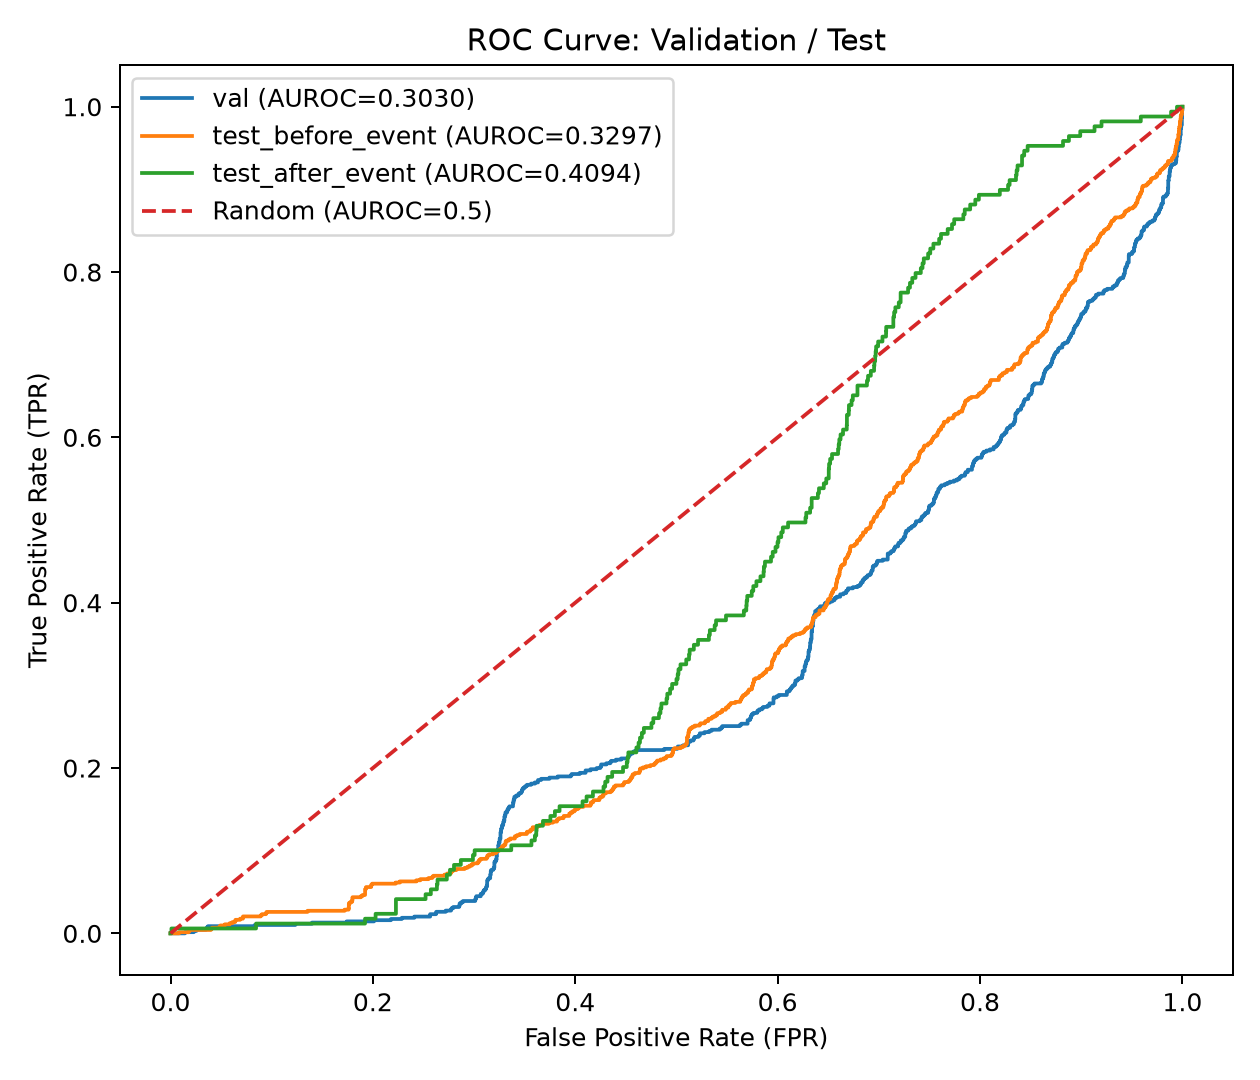 ROC Curve: Validation / Test
val (AUROC=0.3030)
test_before_event (AUROC=0.3297)
test_after_event (AUROC=0.4094)
Random (AUROC=0.5)
1.0
0.8
0.6
0.4
0.2
0.0
True Positive Rate (TPR)
0.0 0.2 0.4 0.6 0.8 1.0
False Positive Rate (FPR)